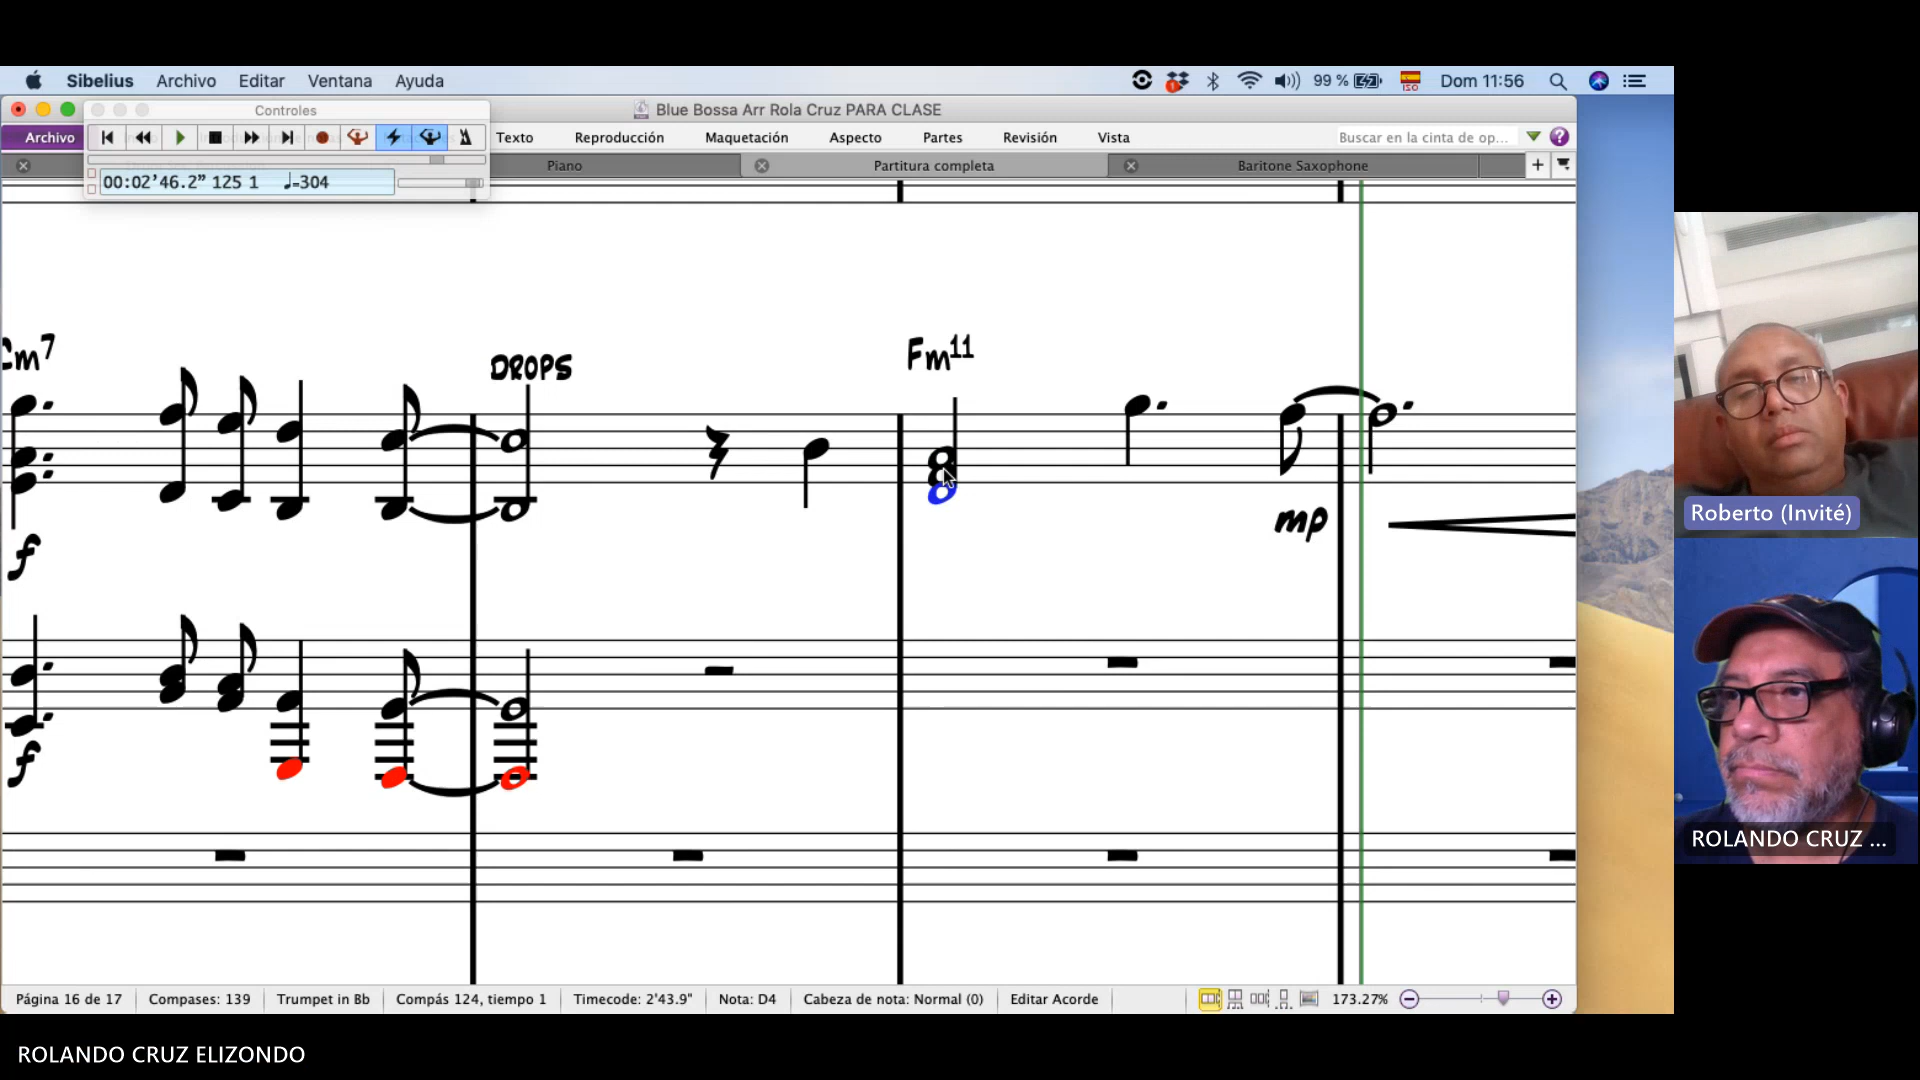 Sibelius Archivo Editar Ventana Ayuda 99 % ISO Dom 11:56
Controles Blue Bossa Arr Rola Cruz PARA CLASE
Archivo Texto Reproducción Maquetación Aspecto Partes Revisión Vista Buscar en la cinta de op... ?
Piano Partitura completa Baritone Saxophone +
00:02'46.2” 125 1 ♩=304
Cm7 DROPS Fm11
mp
f
f
Roberto (Invité)
ROLANDO CRUZ ...
Página 16 de 17 Compases: 139 Trumpet in Bb Compás 124, tiempo 1 Timecode: 2'43.9" Nota: D4 Cabeza de nota: Normal (0) Editar Acorde 173.27%
ROLANDO CRUZ ELIZONDO